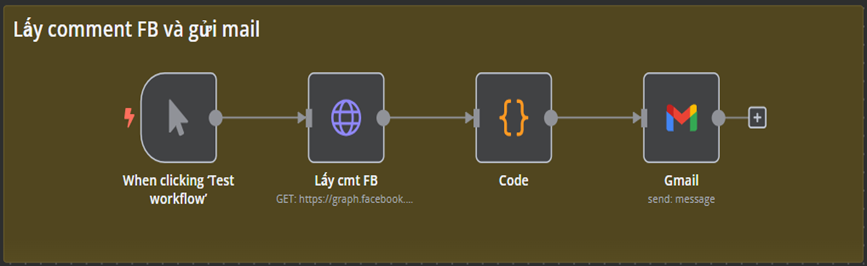 Lấy comment FB và gửi mail
When clicking ‘Test
workflow’
Lấy cmt FB
GET: https://graph.facebook....
Code
Gmail
send: message